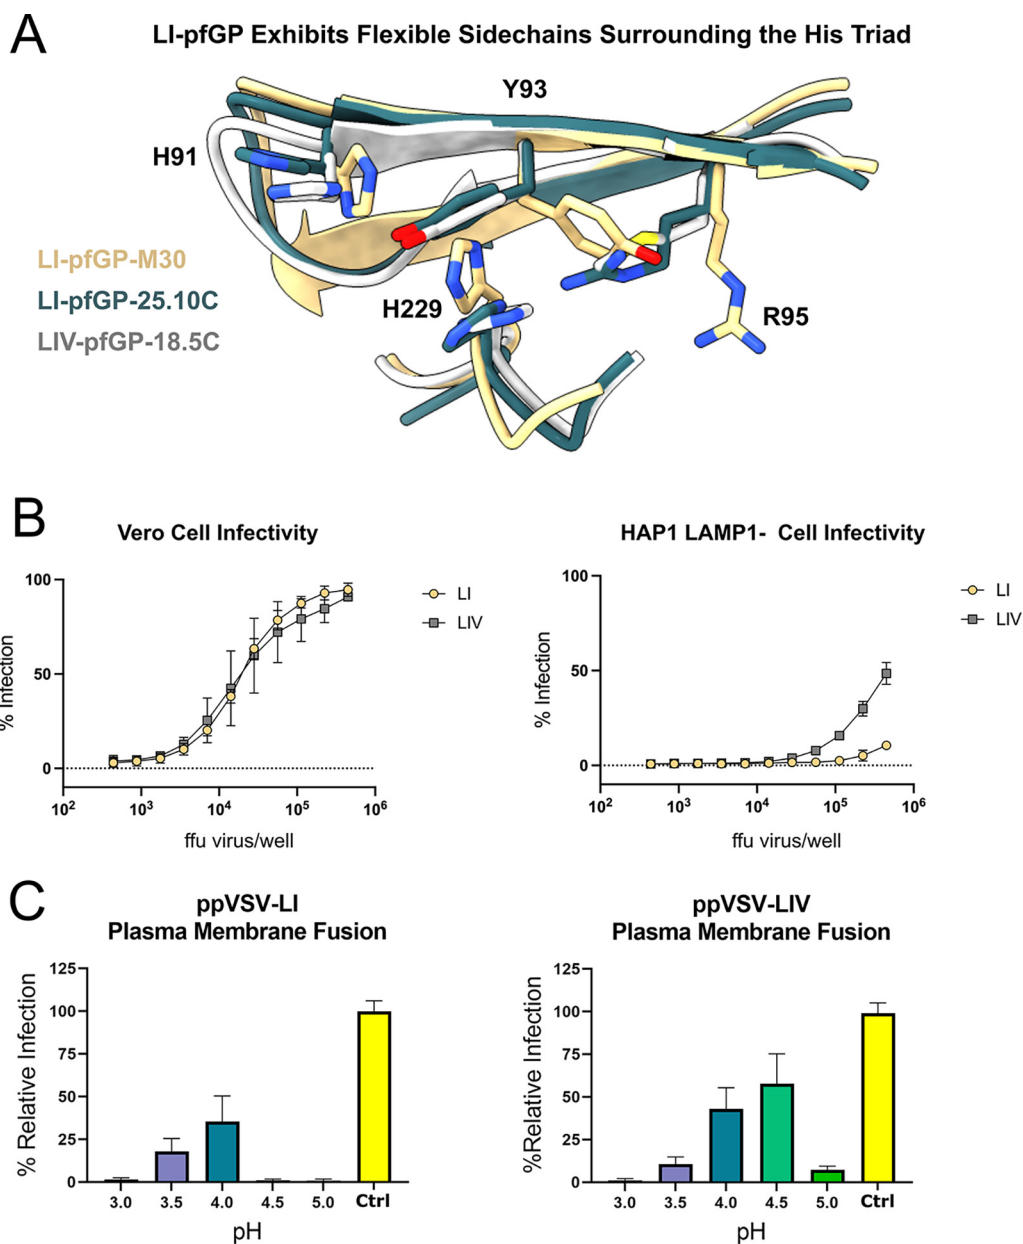 A
LI-pfGP Exhibits Flexible Sidechains Surrounding the His Triad
Y93
H91
LI-pfGP-M30
LI-pfGP-25.10C
LIV-pfGP-18.5C
H229
R95
B
Vero Cell Infectivity
% Infection
100
50
0
10² 10³ 10⁴ 10⁵ 10⁶
ffu virus/well
LI
LIV
HAP1 LAMP1- Cell Infectivity
% Infection
100
50
0
10² 10³ 10⁴ 10⁵ 10⁶
ffu virus/well
LI
LIV
C
ppVSV-LI
Plasma Membrane Fusion
% Relative Infection
125
100
75
50
25
0
3.0 3.5 4.0 4.5 5.0 Ctrl
pH
ppVSV-LIV
Plasma Membrane Fusion
%Relative Infection
125
100
75
50
25
0
3.0 3.5 4.0 4.5 5.0 Ctrl
pH